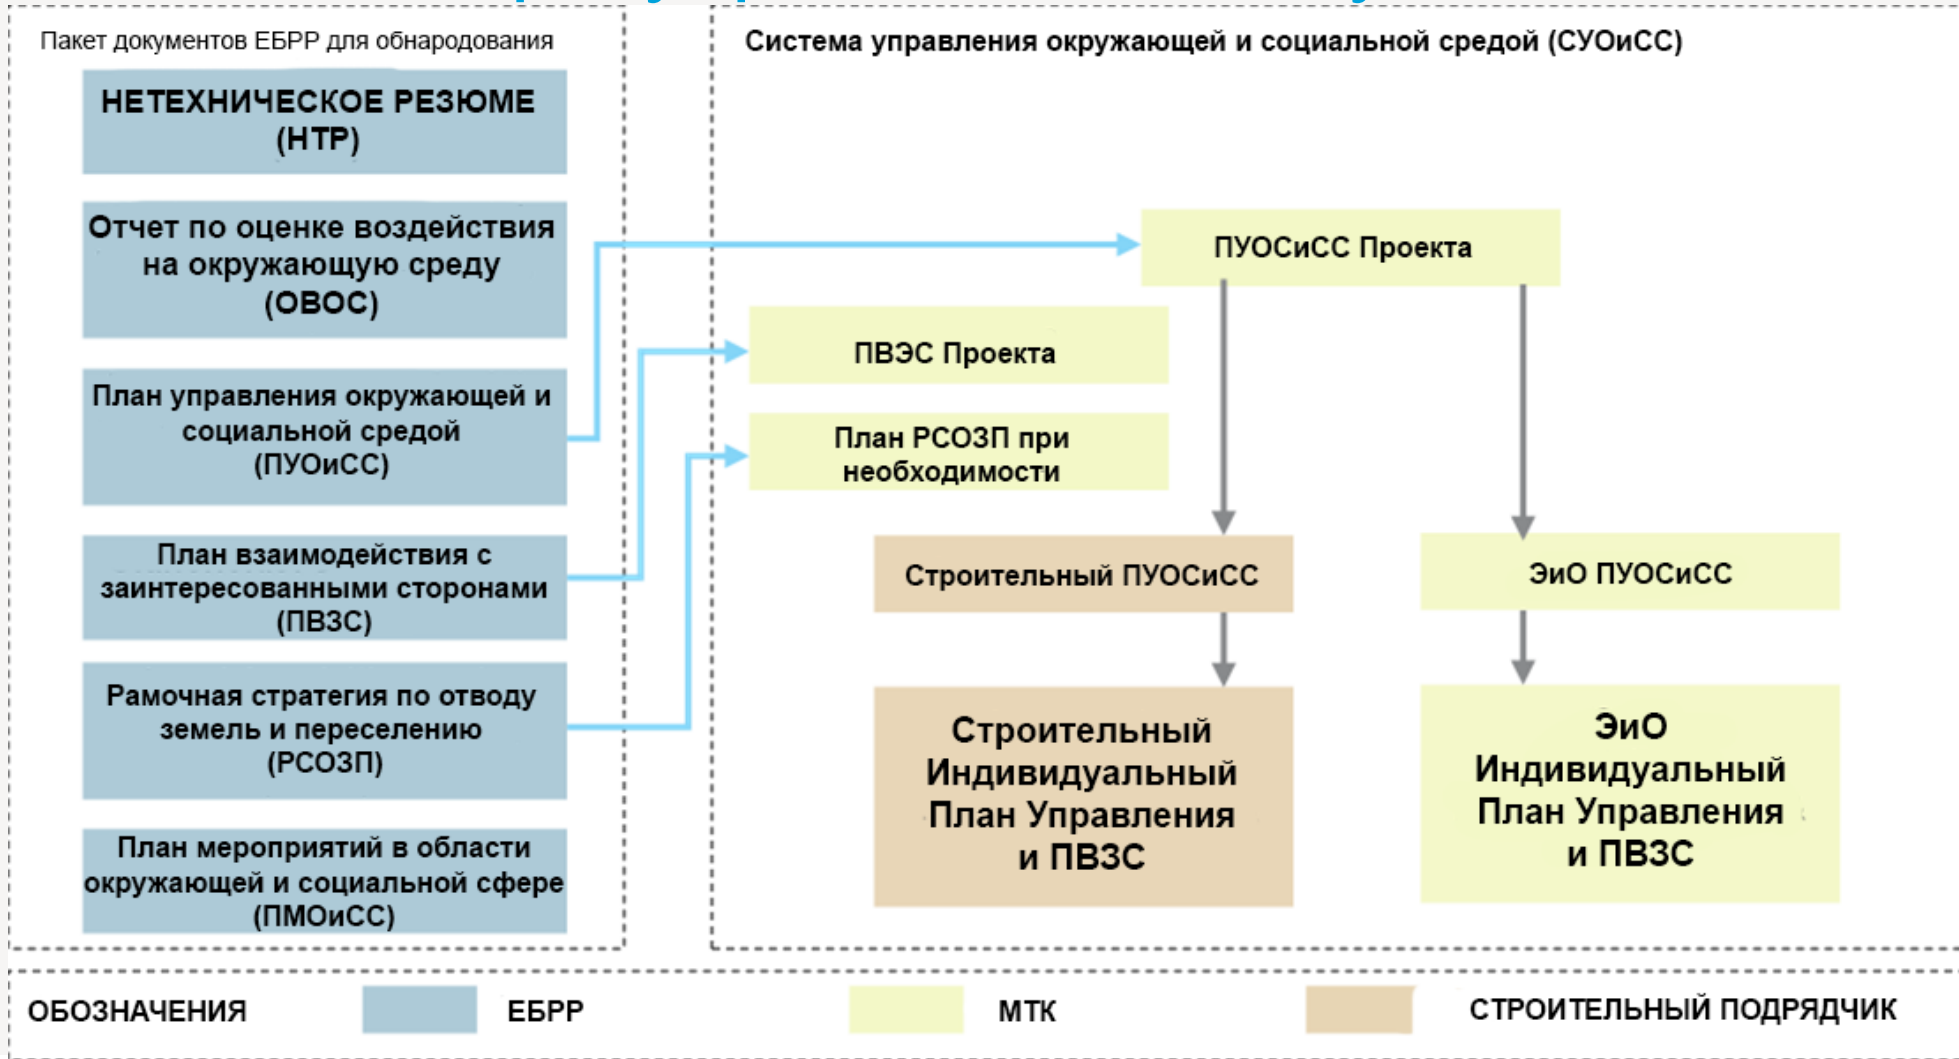 Пакет документов ЕБРР для обнародования
НЕТЕХНИЧЕСКОЕ РЕЗЮМЕ
(НТР)
Отчет по оценке воздействия
на окружающую среду
(ОВОС)
План управления окружающей и
социальной средой
(ПУОиСС)
План взаимодействия с
заинтересованными сторонами
(ПВЗС)
Рамочная стратегия по отводу
земель и переселению
(РСОЗП)
План мероприятий в области
окружающей и социальной сфере
(ПМОиСС)
Система управления окружающей и социальной средой (СУОиСС)
ПУОСиСС Проекта
ПВЭС Проекта
План РСОЗП при
необходимости
Строительный ПУОСиСС
ЭиО ПУОСиСС
Строительный
Индивидуальный
План Управления
и ПВЗС
ЭиО
Индивидуальный
План Управления
и ПВЗС
ОБОЗНАЧЕНИЯ
ЕБРР
МТК
СТРОИТЕЛЬНЫЙ ПОДРЯДЧИК